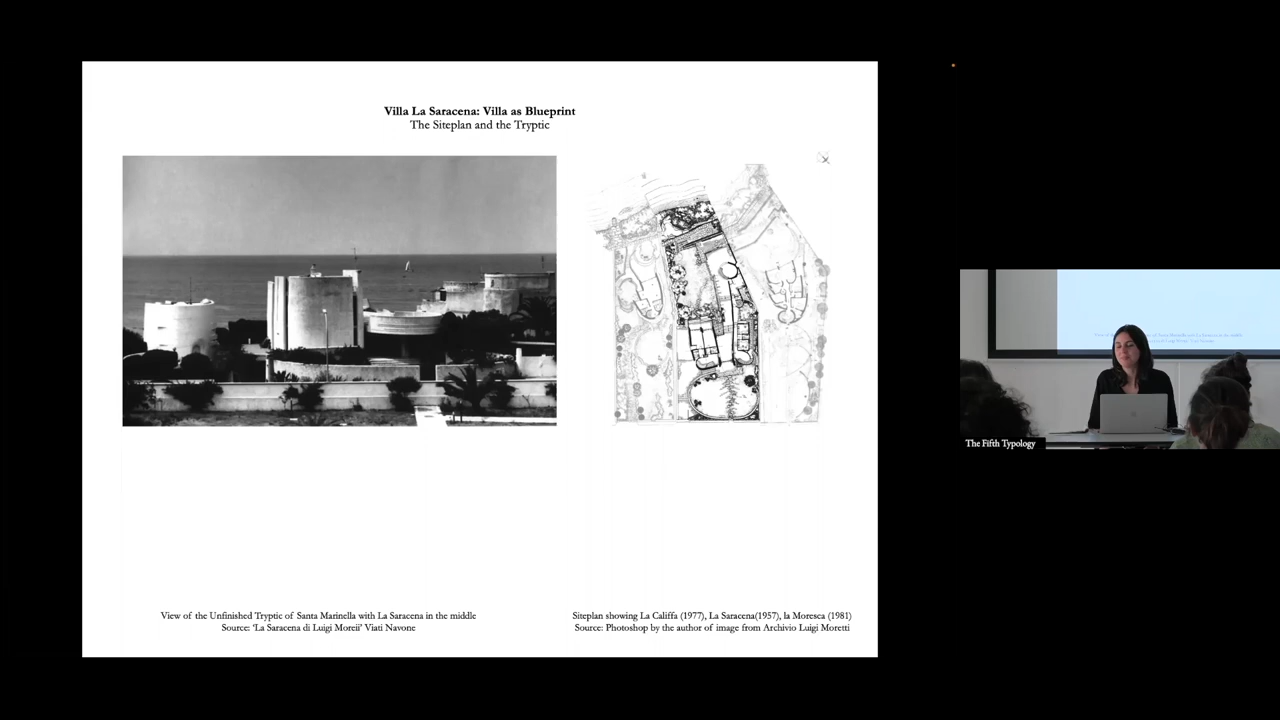 Villa La Saracena: Villa as Blueprint
The Siteplan and the Tryptic
View of the Unfinished Tryptic of Santa Marinella with La Saracena in the middle
Source: 'La Saracena di Luigi Moreii' Viati Navone
Siteplan showing La Califfa (1977), La Saracena(1957), la Moresca (1981)
Source: Photoshop by the author of image from Archivio Luigi Moretti
The Fifth Typology